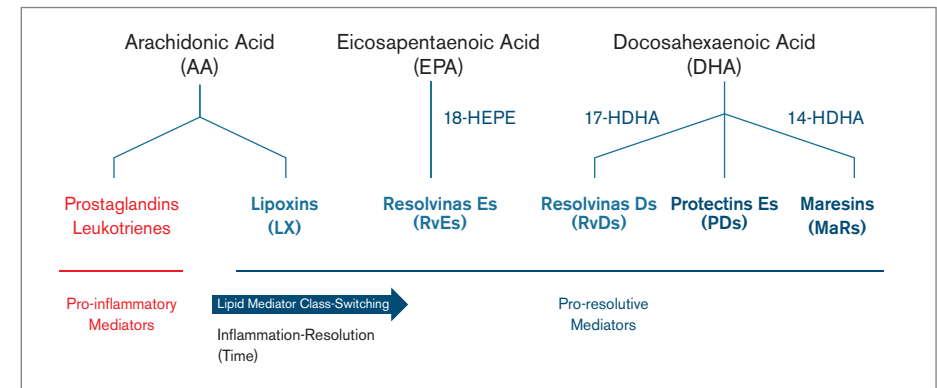 Arachidonic Acid
(AA)
Eicosapentaenoic Acid
(EPA)
Docosahexaenoic Acid
(DHA)
18-HEPE
17-HDHA
14-HDHA
Prostaglandins
Leukotrienes
Lipoxins
(LX)
Resolvinas Es
(RvEs)
Resolvinas Ds
(RvDs)
Protectins Es
(PDs)
Maresins
(MaRs)
Pro-inflammatory
Mediators
Lipid Mediator Class-Switching
Inflammation-Resolution
(Time)
Pro-resolutive
Mediators